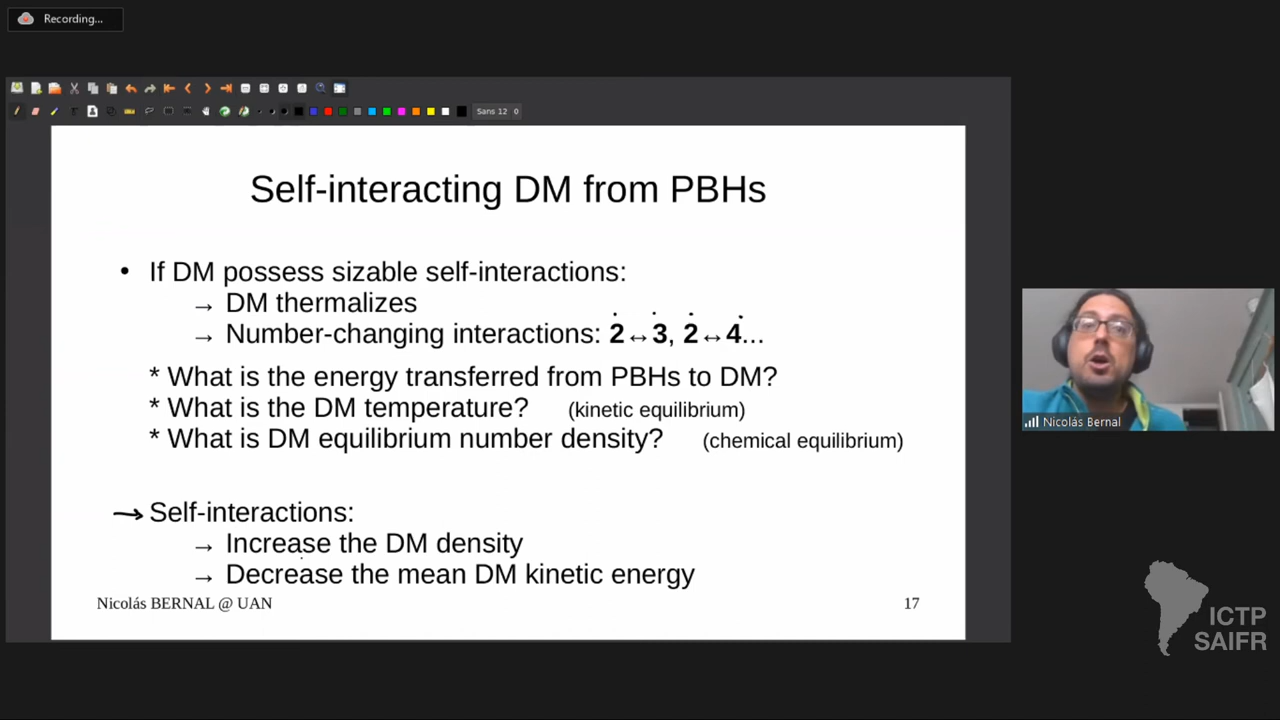 Recording...
Sans 12 0
Self-interacting DM from PBHs
• If DM possess sizable self-interactions:
→ DM thermalizes
→ Number-changing interactions: 2↔3, 2↔4...
* What is the energy transferred from PBHs to DM?
* What is the DM temperature? (kinetic equilibrium)
* What is DM equilibrium number density? (chemical equilibrium)
→ Self-interactions:
→ Increase the DM density
→ Decrease the mean DM kinetic energy
Nicolás BERNAL @ UAN 17
Nicolás Bernal
ICTP
SAIFR